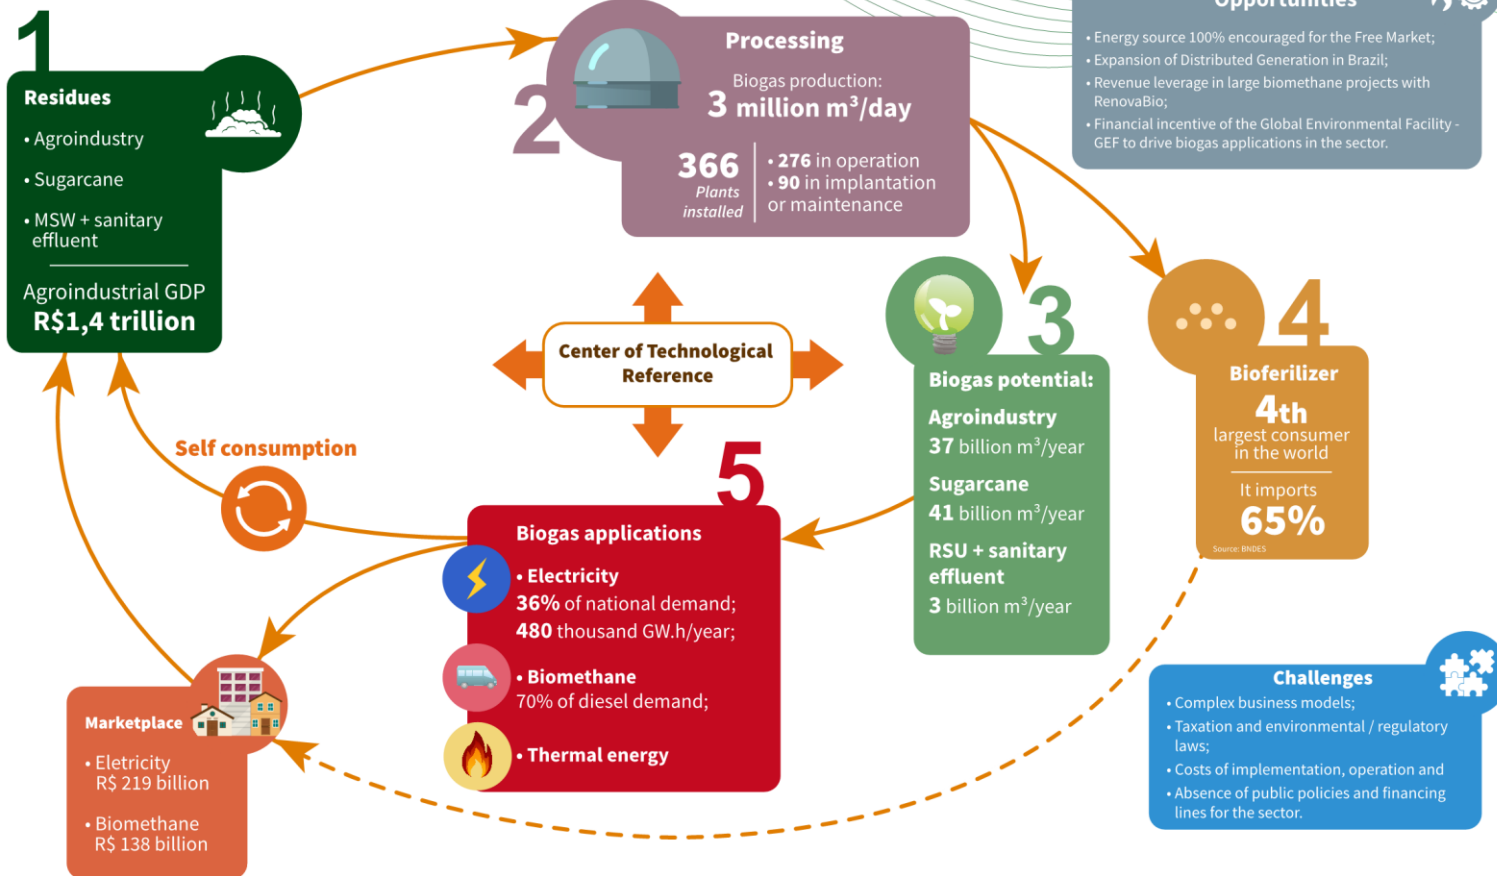 1
Residues
• Agroindustry
• Sugarcane
• MSW + sanitary
effluent
Agroindustrial GDP
R$1,4 trillion
2
Processing
Biogas production:
3 million m³/day
366
Plants
installed
• 276 in operation
• 90 in implantation
or maintenance
Opportunities
• Energy source 100% encouraged for the Free Market;
• Expansion of Distributed Generation in Brazil;
• Revenue leverage in large biomethane projects with
RenovaBio;
• Financial incentive of the Global Environmental Facility -
GEF to drive biogas applications in the sector.
Center of Technological
Reference
3
Biogas potential:
Agroindustry
37 billion m³/year
Sugarcane
41 billion m³/year
RSU + sanitary
effluent
3 billion m³/year
4
Bioferilizer
4th
largest consumer
in the world
It imports
65%
Source: BNDES
Self consumption
5
Biogas applications
• Electricity
36% of national demand;
480 thousand GW.h/year;
• Biomethane
70% of diesel demand;
• Thermal energy
Marketplace
• Eletricity
R$ 219 billion
• Biomethane
R$ 138 billion
Challenges
• Complex business models;
• Taxation and environmental / regulatory
laws;
• Costs of implementation, operation and
• Absence of public policies and financing
lines for the sector.